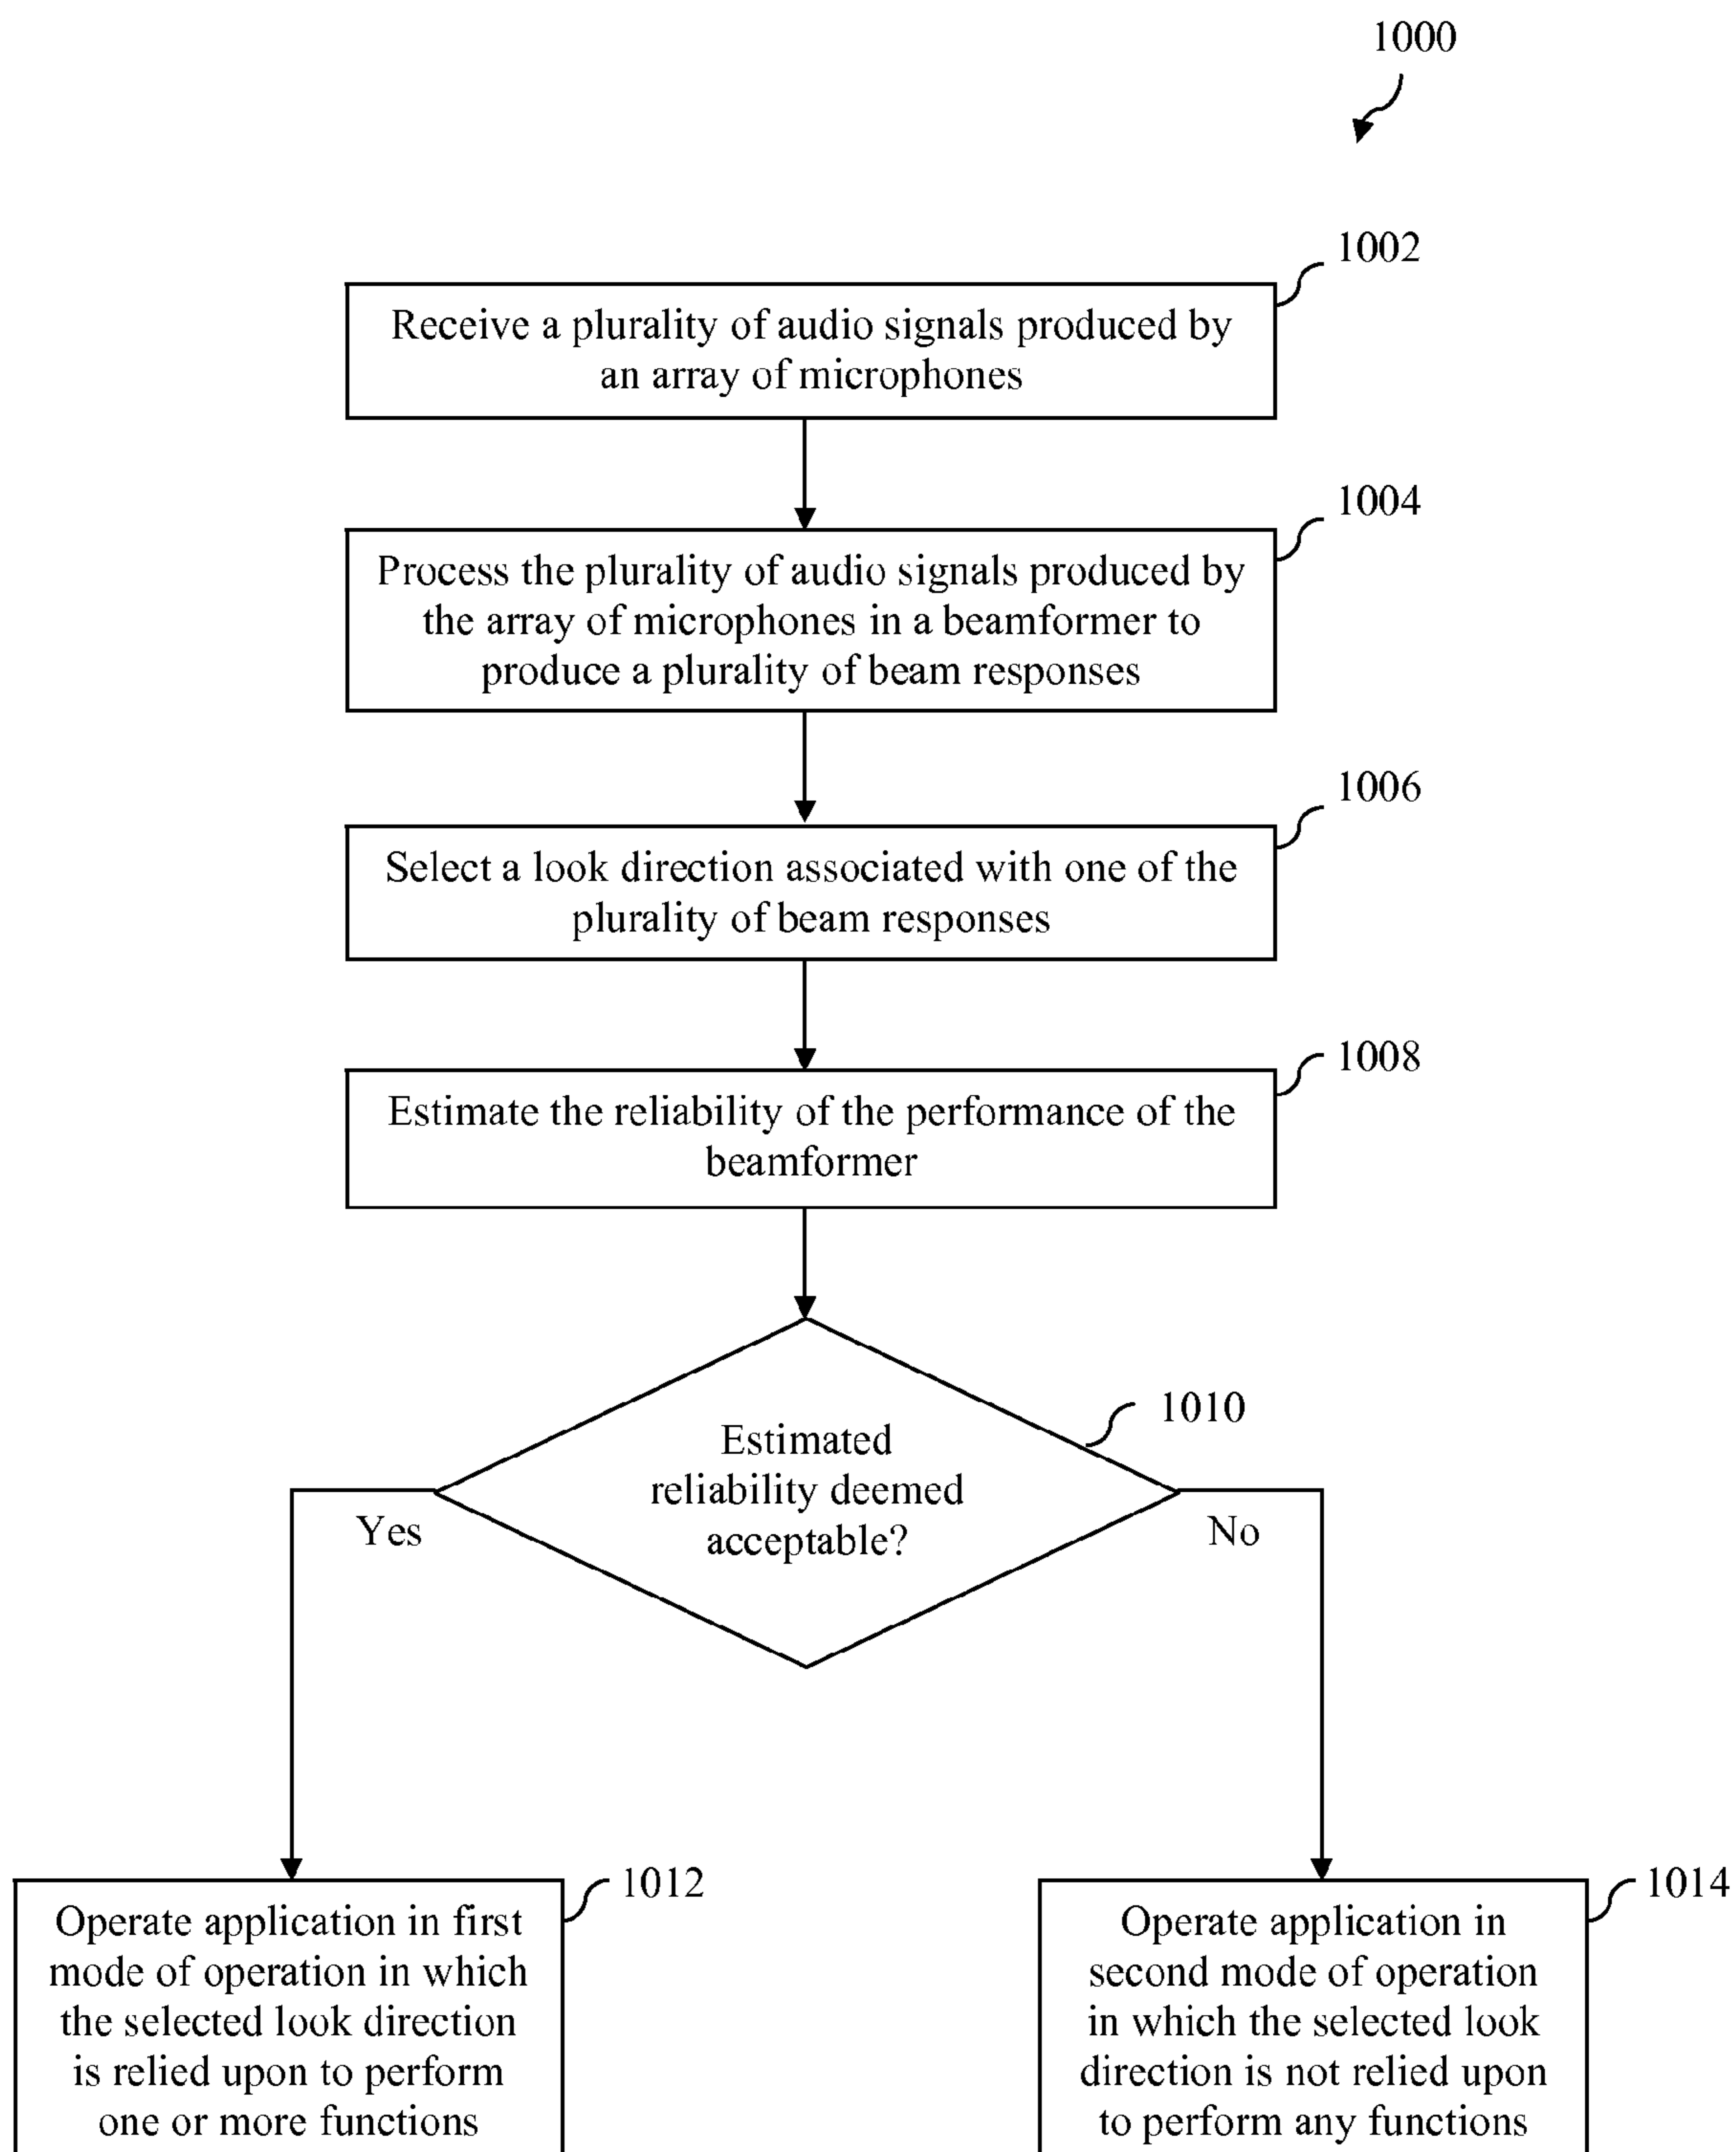 1000
1002
Receive a plurality of audio signals produced by
an array of microphones
1004
Process the plurality of audio signals produced by
the array of microphones in a beamformer to
produce a plurality of beam responses
1006
Select a look direction associated with one of the
plurality of beam responses
1008
Estimate the reliability of the performance of the
beamformer
1010
Estimated
reliability deemed
acceptable?
Yes
No
1012
Operate application in first
mode of operation in which
the selected look direction
is relied upon to perform
one or more functions
1014
Operate application in
second mode of operation
in which the selected look
direction is not relied upon
to perform any functions